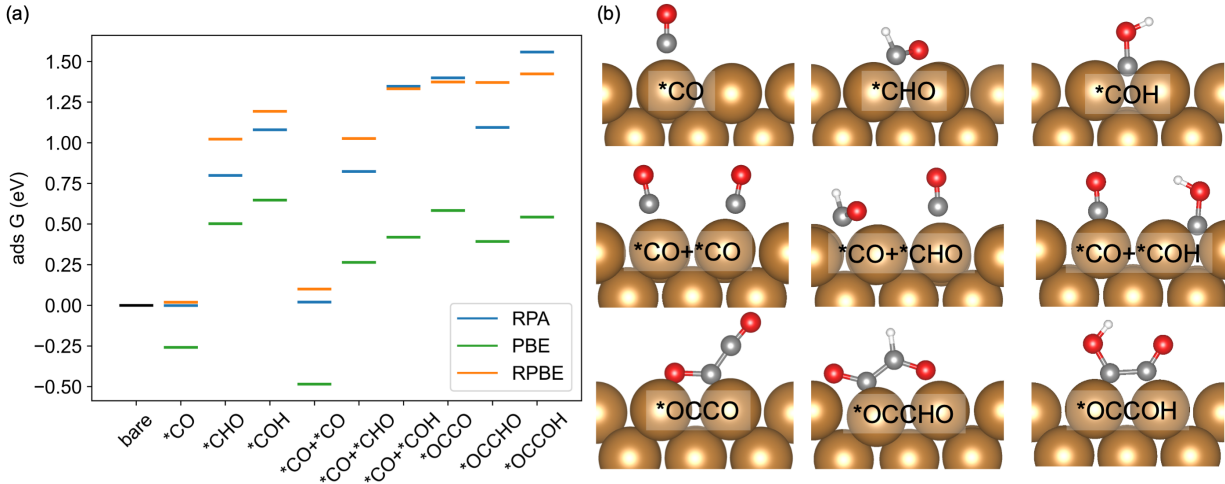 (a)
ads G (eV)
1.50
1.25
1.00
0.75
0.50
0.25
0.00
−0.25
−0.50
RPA
PBE
RPBE
bare
*CO
*CHO
*COH
*CO+*CO
*CO+*CHO
*CO+*COH
*OCCO
*OCCHO
*OCCOH
(b)
*CO
*CHO
*COH
*CO+*CO
*CO+*CHO
*CO+*COH
*OCCO
*OCCHO
*OCCOH